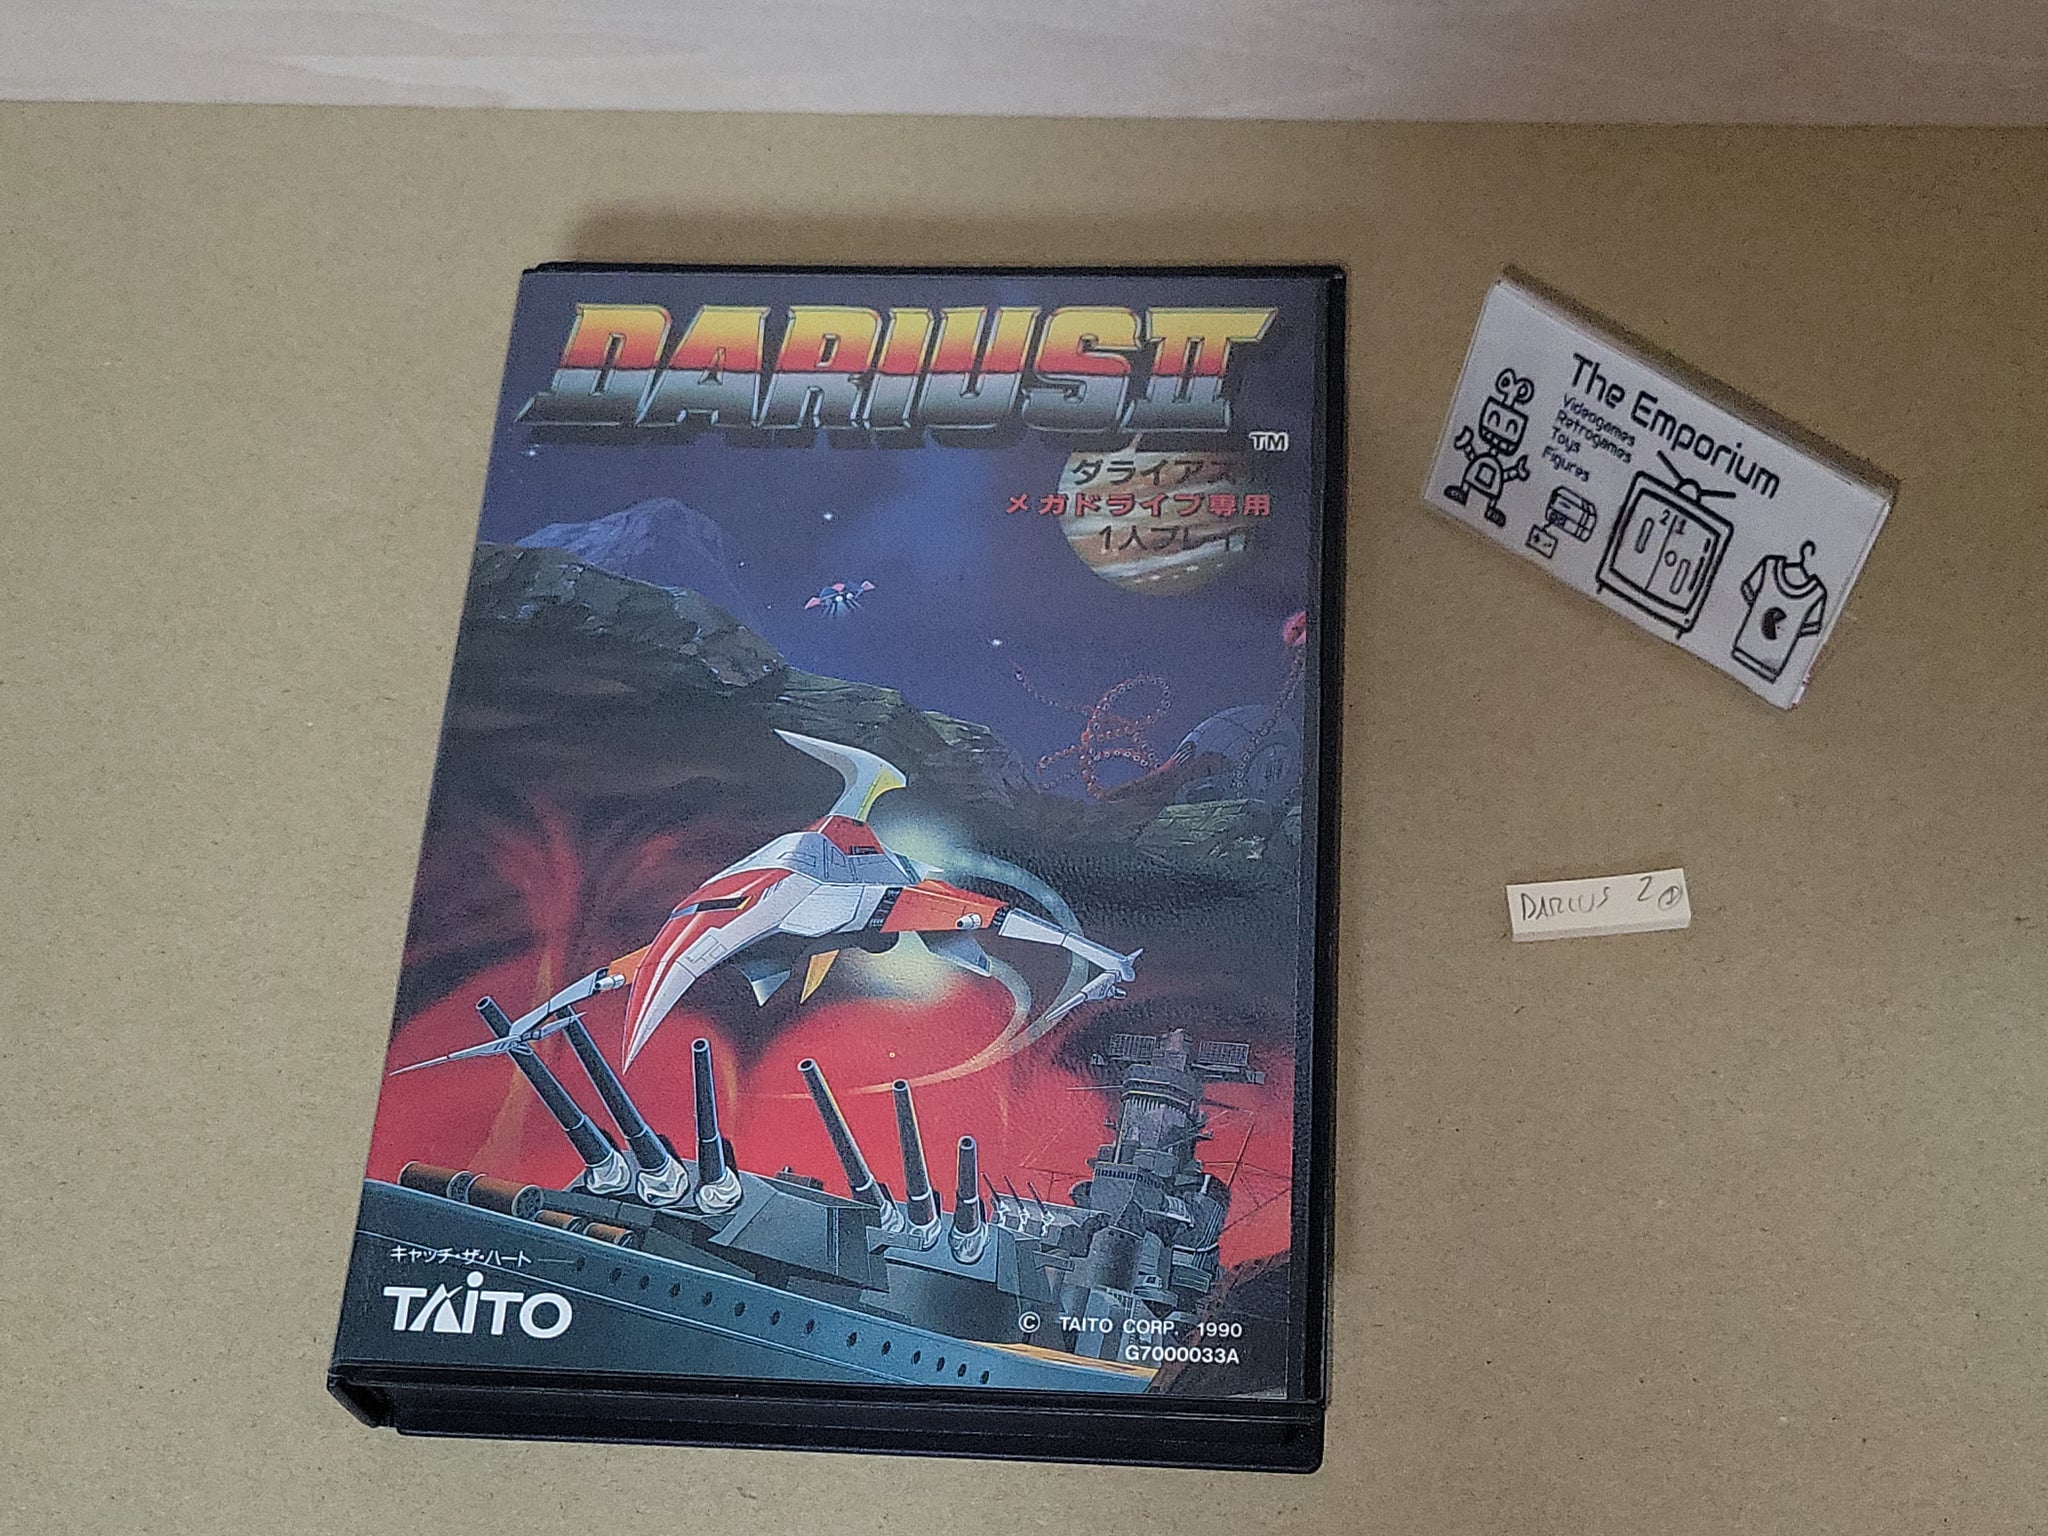 DARIUS II
TM
ダライアス
メガドライブ専用
1人プレイ
キャッチ・ザ・ハート
TAITO
© TAITO CORP. 1990
G7000033A
The Emporium
Videogames
Retrogames
Toys
Figures
2 1
DARIUS 2